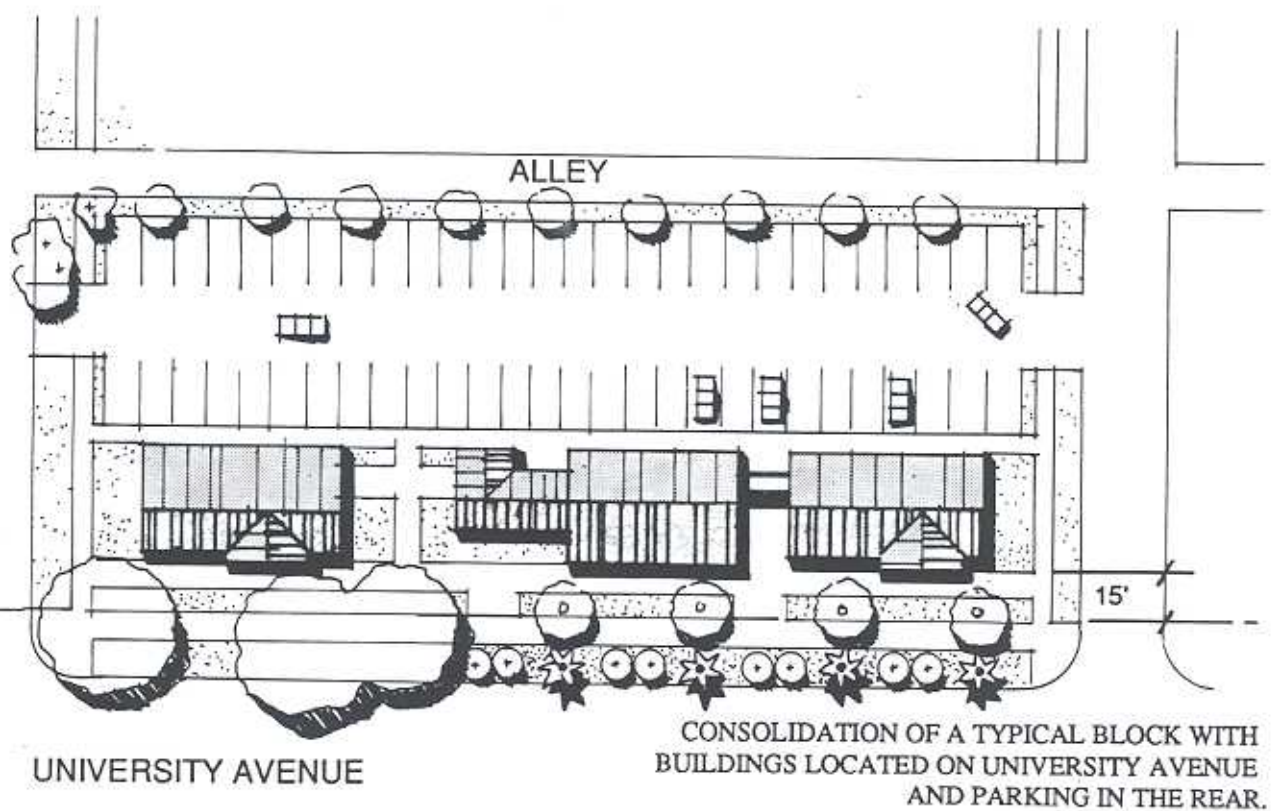 ALLEY
15'
UNIVERSITY AVENUE
CONSOLIDATION OF A TYPICAL BLOCK WITH
BUILDINGS LOCATED ON UNIVERSITY AVENUE
AND PARKING IN THE REAR.